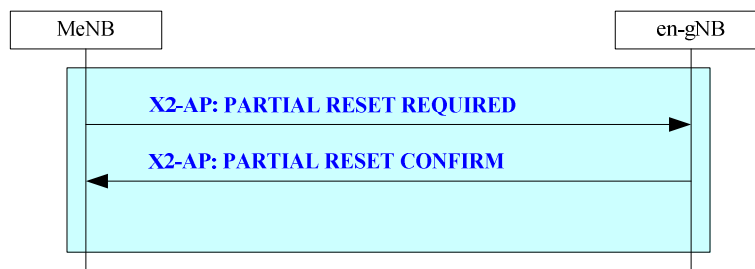 MeNB
en-gNB
X2-AP: PARTIAL RESET REQUIRED
X2-AP: PARTIAL RESET CONFIRM